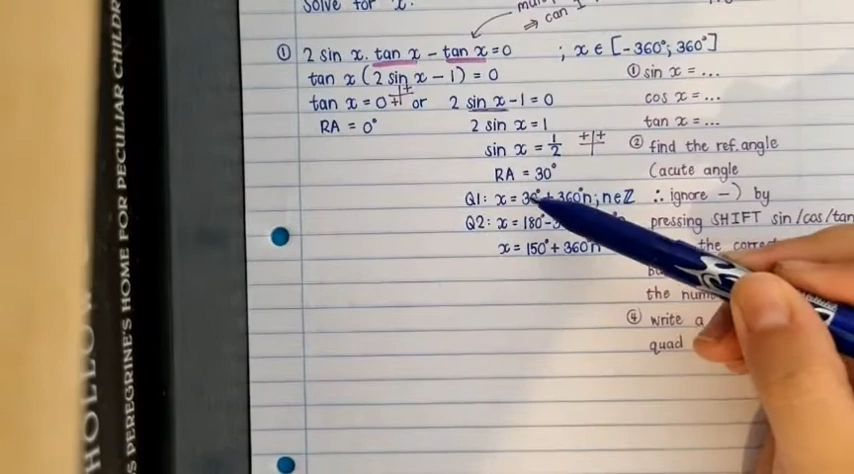 Solve for x.
⇒ can
① 2 sin x. tan x - tan x = 0 ; x ∈ [-360°; 360°]
tan x (2 sin x - 1) = 0
tan x = 0 or 2 sin x - 1 = 0
RA = 0°
2 sin x = 1
sin x = 1/2
RA = 30°
Q1: x = 30° + 360°n; n∈Z
Q2: x = 180° - 3
x = 150° + 360°n
① sin x = ...
cos x = ...
tan x = ...
② find the ref. angle
(acute angle
∴ ignore -) by
pressing SHIFT sin/cos/tan
the
the num
④ write a
quad
HOLLOW
S PEREGRINE'S HOME FOR PECULIAR CHILDR